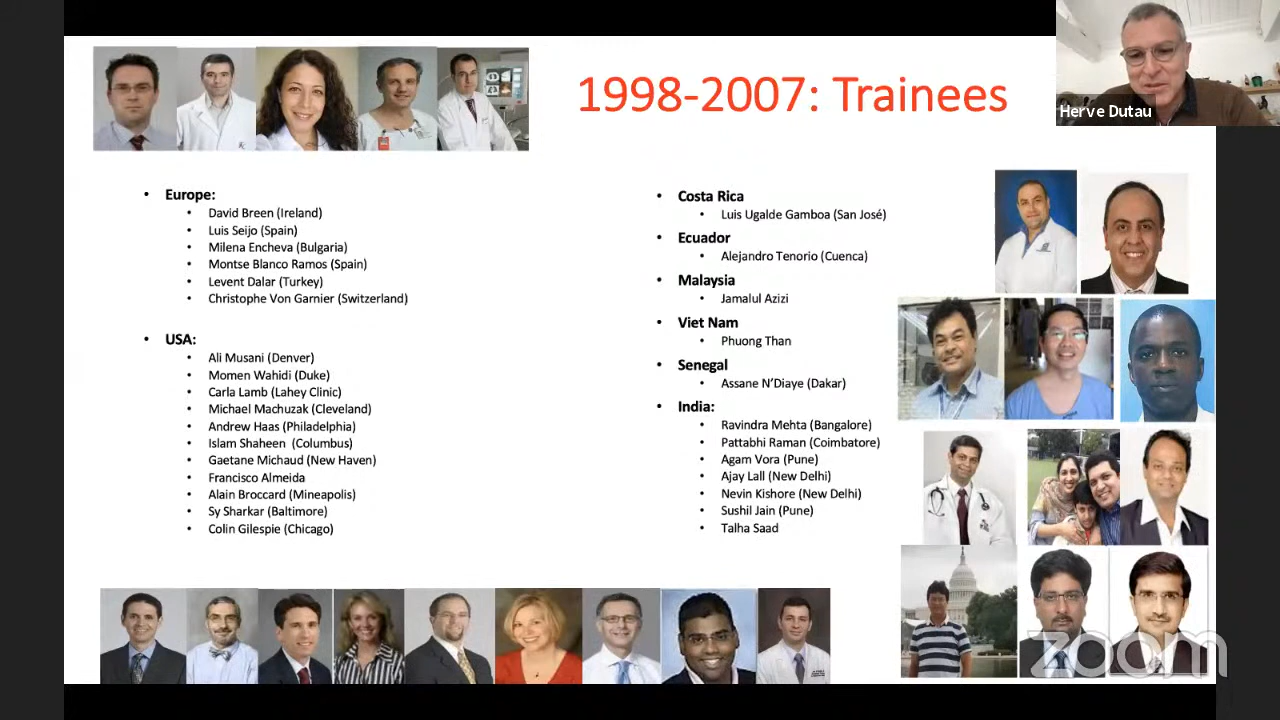 1998-2007: Trainees
Herve Dutau
Europe:
David Breen (Ireland)
Luis Seijo (Spain)
Milena Encheva (Bulgaria)
Montse Blanco Ramos (Spain)
Levent Dalar (Turkey)
Christophe Von Garnier (Switzerland)
USA:
Ali Musani (Denver)
Momen Wahidi (Duke)
Carla Lamb (Lahey Clinic)
Michael Machuzak (Cleveland)
Andrew Haas (Philadelphia)
Islam Shaheen (Columbus)
Gaetane Michaud (New Haven)
Francisco Almeida
Alain Broccard (Mineapolis)
Sy Sharkar (Baltimore)
Colin Gillespie (Chicago)
Costa Rica
Luis Ugalde Gamboa (San José)
Ecuador
Alejandro Tenorio (Cuenca)
Malaysia
Jamalul Azizi
Viet Nam
Phuong Than
Senegal
Assane N'Diaye (Dakar)
India:
Ravindra Mehta (Bangalore)
Pattabhi Raman (Coimbatore)
Agam Vora (Pune)
Ajay Lall (New Delhi)
Nevin Kishore (New Delhi)
Sushil Jain (Pune)
Talha Saad
zoom